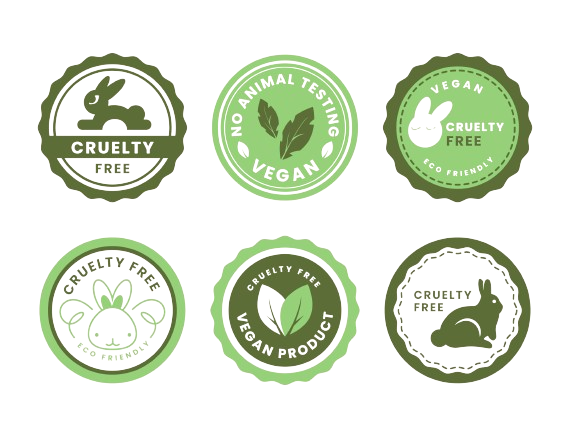 CRUELTY
FREE
NO ANIMAL TESTING
VEGAN
VEGAN
CRUELTY
FREE
ECO FRIENDLY
CRUELTY FREE
ECO FRIENDLY
CRUELTY FREE
VEGAN PRODUCT
CRUELTY
FREE